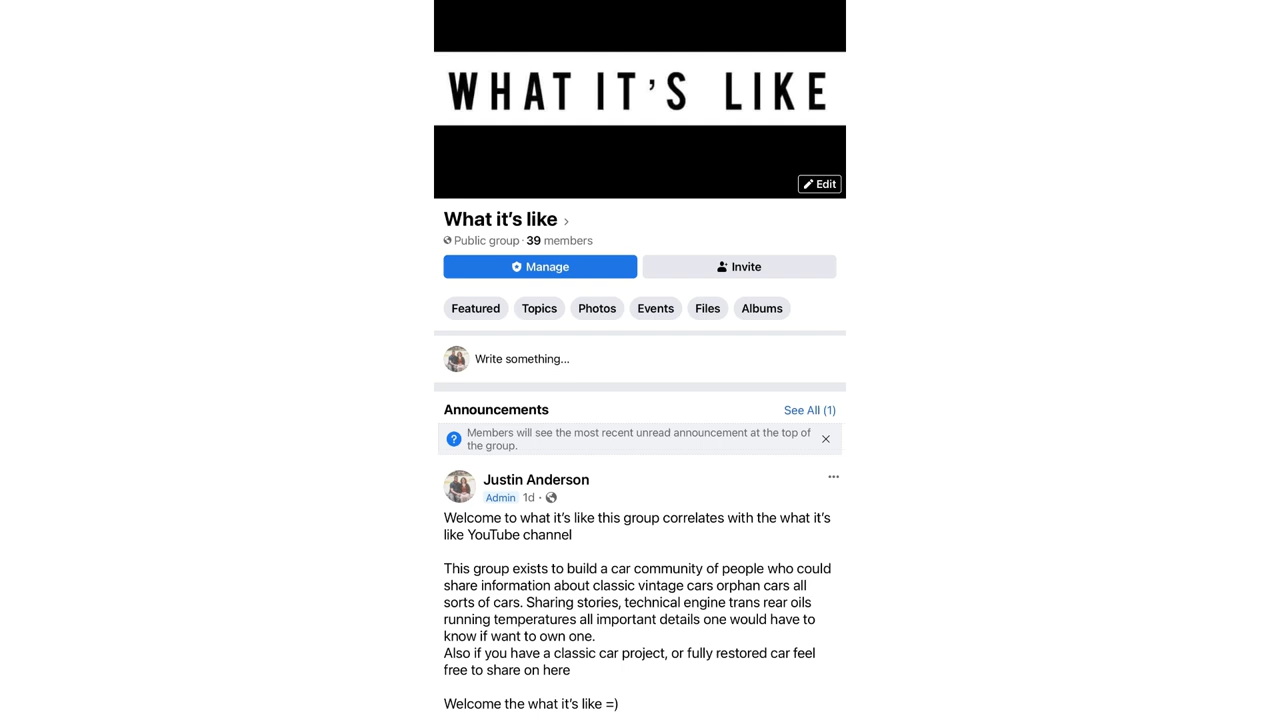 WHAT IT'S LIKE
Edit
What it's like ›
Public group · 39 members
Manage
Invite
Featured
Topics
Photos
Events
Files
Albums
Write something...
Announcements
See All (1)
Members will see the most recent unread announcement at the top of
the group.
Justin Anderson
Admin 1d ·
Welcome to what it's like this group correlates with the what it's
like YouTube channel
This group exists to build a car community of people who could
share information about classic vintage cars orphan cars all
sorts of cars. Sharing stories, technical engine trans rear oils
running temperatures all important details one would have to
know if want to own one.
Also if you have a classic car project, or fully restored car feel
free to share on here
Welcome the what it's like =)